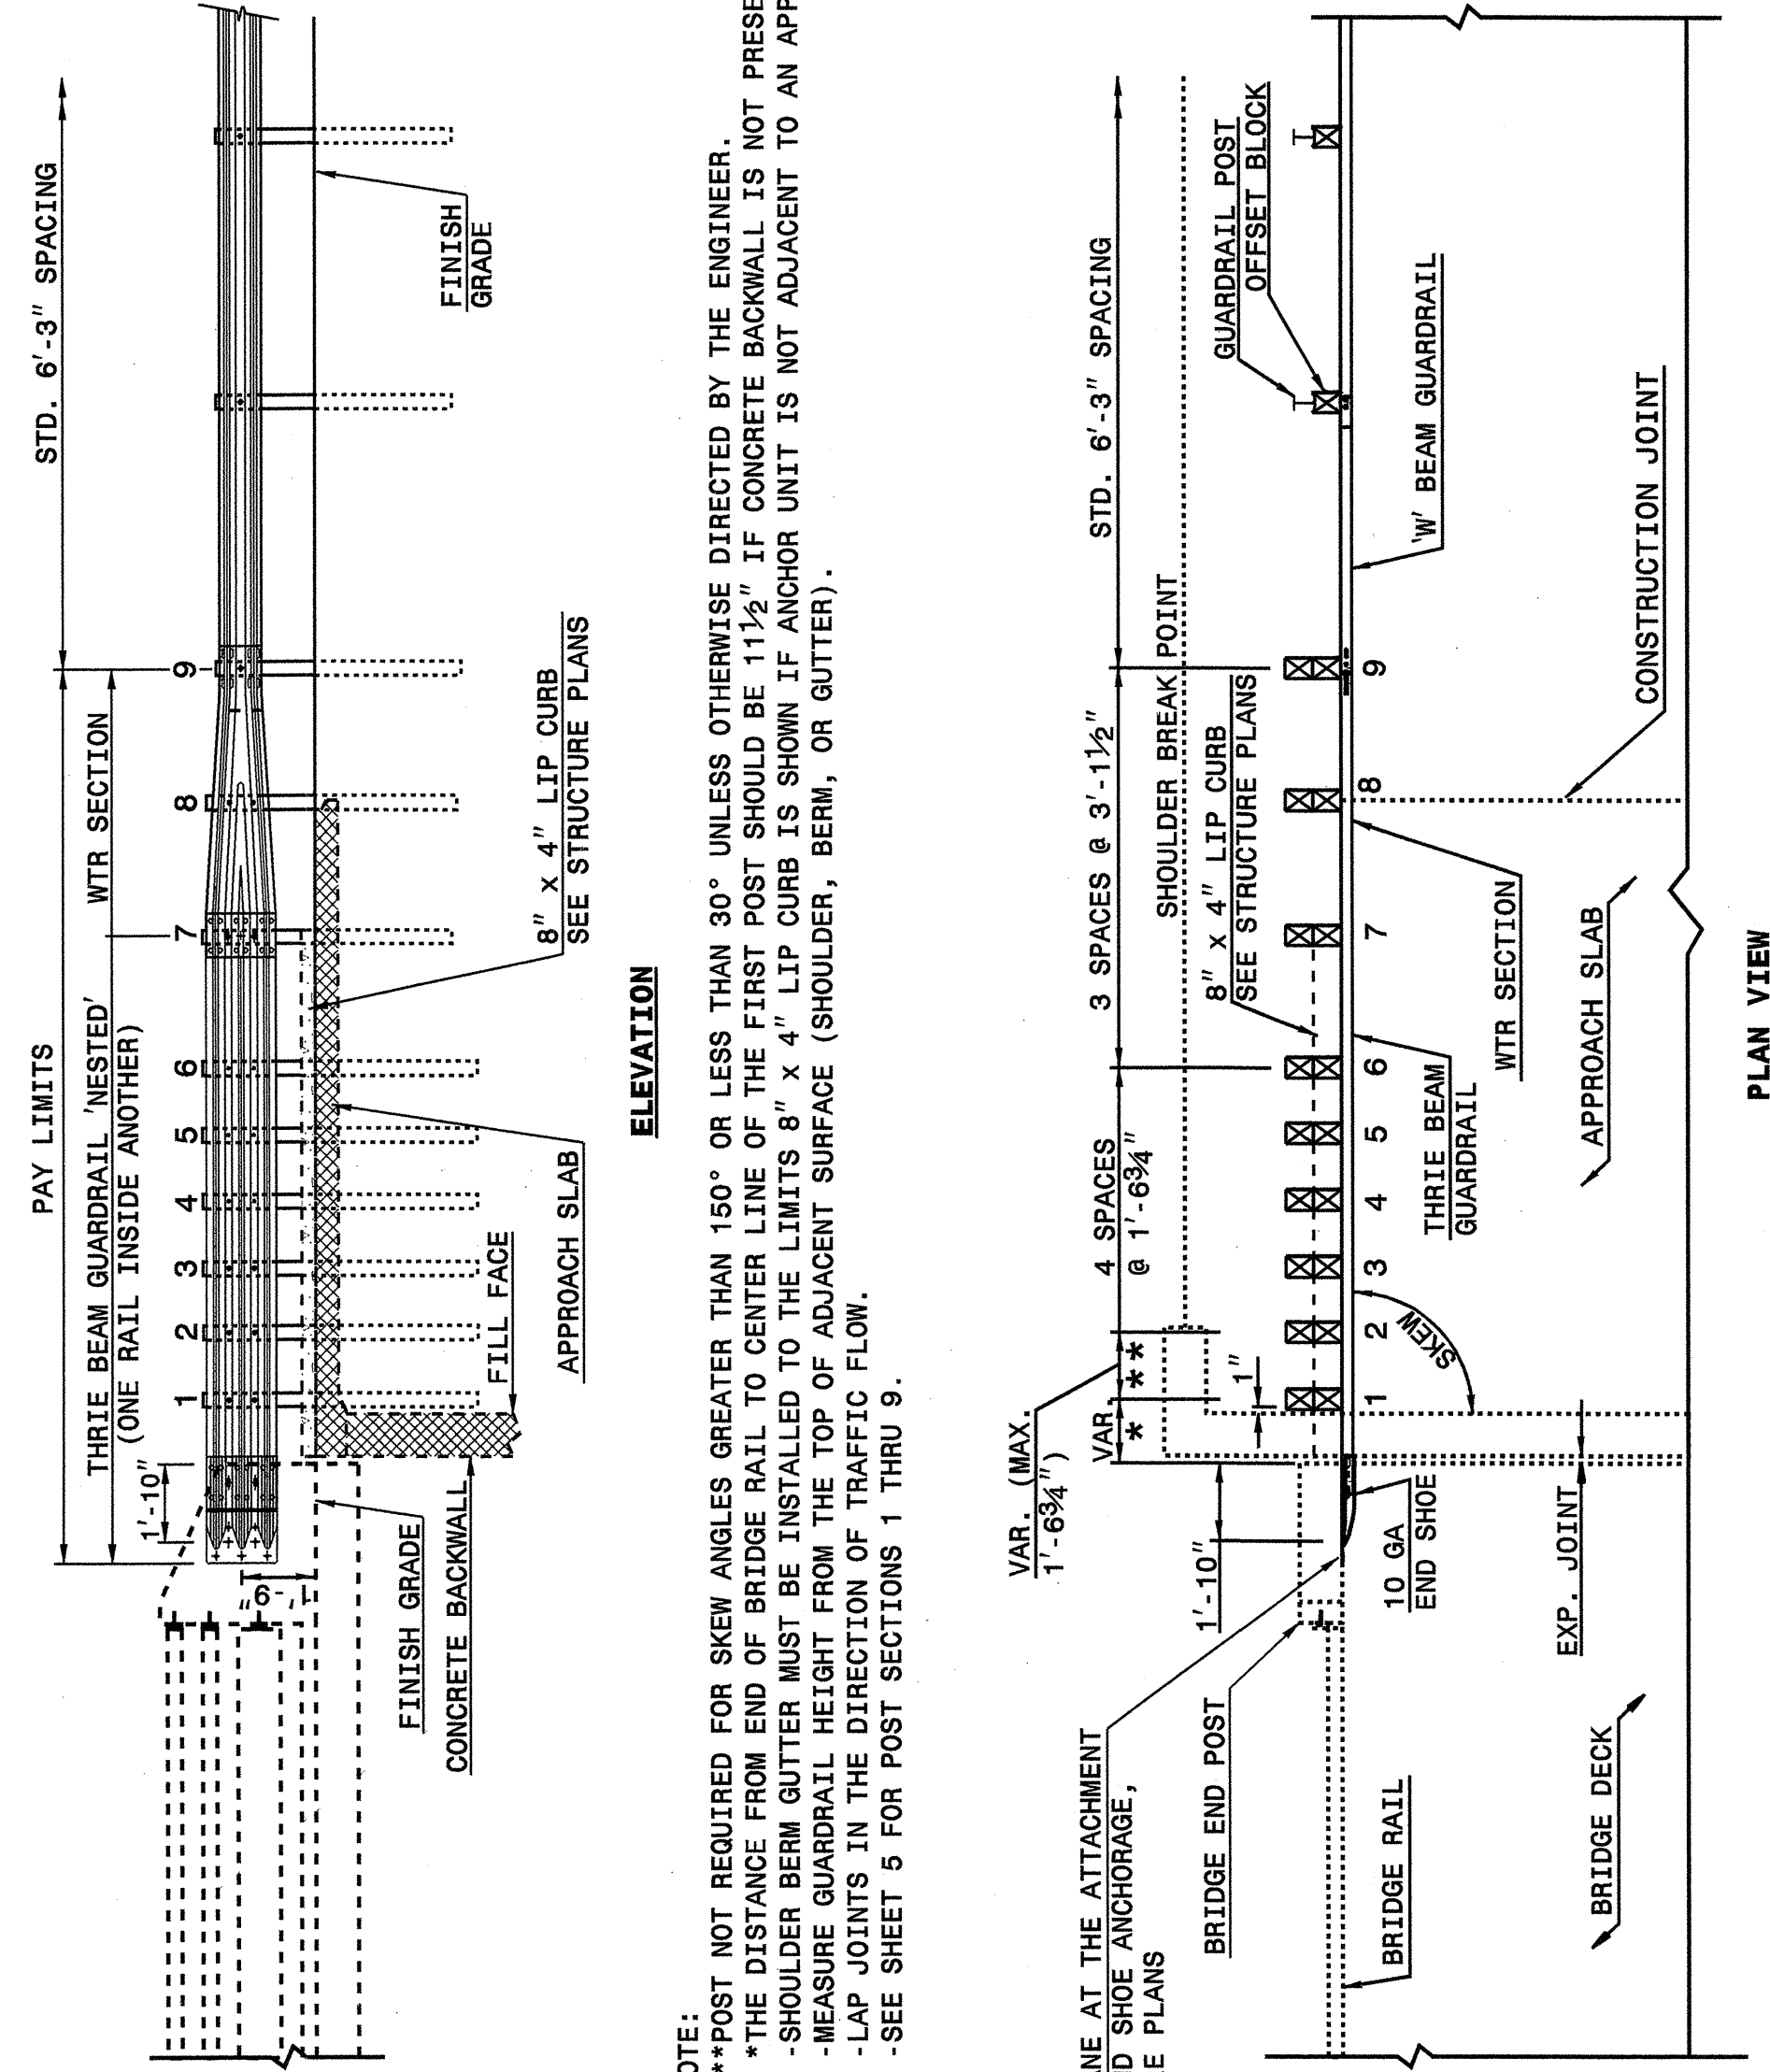 PAY LIMITS
STD. 6'-3" SPACING
THRIE BEAM GUARDRAIL 'NESTED'
(ONE RAIL INSIDE ANOTHER)
WTR SECTION
1'-10"
1 2 3 4 5 6 7 8 9
FINISH
GRADE
FINISH GRADE
CONCRETE BACKWALL
FILL FACE
APPROACH SLAB
8" x 4" LIP CURB
SEE STRUCTURE PLANS
ELEVATION
OTE:
**POST NOT REQUIRED FOR SKEW ANGLES GREATER THAN 150° OR LESS THAN 30° UNLESS OTHERWISE DIRECTED BY THE ENGINEER.
*THE DISTANCE FROM END OF BRIDGE RAIL TO CENTER LINE OF THE FIRST POST SHOULD BE 11½" IF CONCRETE BACKWALL IS NOT PRESE
-SHOULDER BERM GUTTER MUST BE INSTALLED TO THE LIMITS 8" x 4" LIP CURB IS SHOWN IF ANCHOR UNIT IS NOT ADJACENT TO AN APP
-MEASURE GUARDRAIL HEIGHT FROM THE TOP OF ADJACENT SURFACE (SHOULDER, BERM, OR GUTTER).
-LAP JOINTS IN THE DIRECTION OF TRAFFIC FLOW.
-SEE SHEET 5 FOR POST SECTIONS 1 THRU 9.
VAR. (MAX.
1'-6¾")
VAR.
*
**
1"
4 SPACES
@ 1'-6¾"
3 SPACES @ 3'-1½"
STD. 6'-3" SPACING
SHOULDER BREAK POINT
8" x 4" LIP CURB
SEE STRUCTURE PLANS
GUARDRAIL POST
OFFSET BLOCK
1'-10"
NE AT THE ATTACHMENT
D SHOE ANCHORAGE,
E PLANS
BRIDGE END POST
BRIDGE RAIL
BRIDGE DECK
10 GA
END SHOE
EXP. JOINT
1 2 3 4 5 6 7 8 9
SKEW
THRIE BEAM
GUARDRAIL
WTR SECTION
'W' BEAM GUARDRAIL
APPROACH SLAB
CONSTRUCTION JOINT
PLAN VIEW